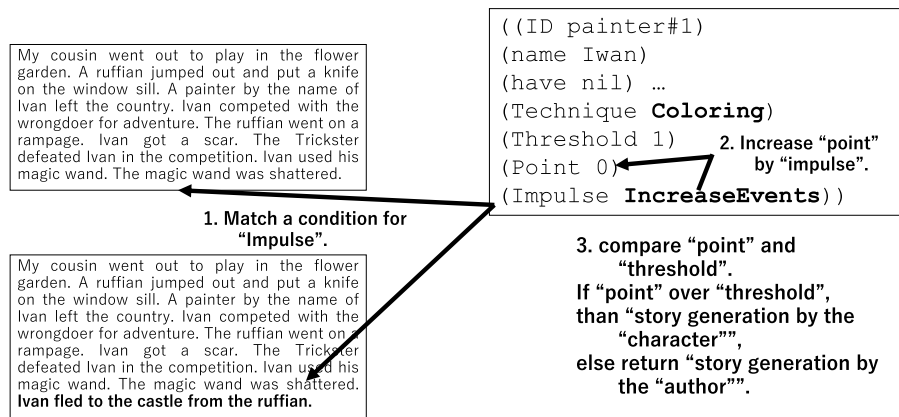 My cousin went out to play in the flower
garden. A ruffian jumped out and put a knife
on the window sill. A painter by the name of
Ivan left the country. Ivan competed with the
wrongdoer for adventure. The ruffian went on a
rampage. Ivan got a scar. The Trickster
defeated Ivan in the competition. Ivan used his
magic wand. The magic wand was shattered.
((ID painter#1)
(name Iwan)
(have nil) …
(Technique Coloring)
(Threshold 1)
(Point 0)
(Impulse IncreaseEvents))
2. Increase “point”
by “impulse”.
1. Match a condition for
“Impulse”.
My cousin went out to play in the flower
garden. A ruffian jumped out and put a knife
on the window sill. A painter by the name of
Ivan left the country. Ivan competed with the
wrongdoer for adventure. The ruffian went on a
rampage. Ivan got a scar. The Trickster
defeated Ivan in the competition. Ivan used his
magic wand. The magic wand was shattered.
Ivan fled to the castle from the ruffian.
3. compare “point” and
“threshold”.
If “point” over “threshold”,
than “story generation by the
“character””,
else return “story generation by
the “author””.